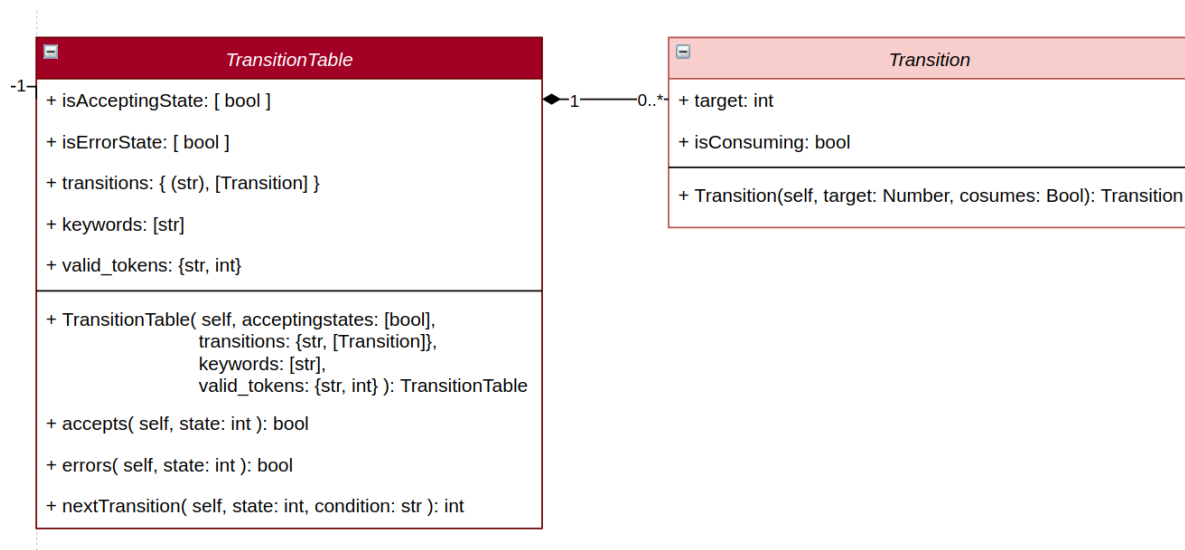 TransitionTable
-1
+ isAcceptingState: [ bool ]
+ isErrorState: [ bool ]
+ transitions: { (str), [Transition] }
+ keywords: [str]
+ valid_tokens: {str, int}
+ TransitionTable( self, acceptingstates: [bool],
transitions: {str, [Transition]},
keywords: [str],
valid_tokens: {str, int} ): TransitionTable
+ accepts( self, state: int ): bool
+ errors( self, state: int ): bool
+ nextTransition( self, state: int, condition: str ): int
1
0..*
Transition
+ target: int
+ isConsuming: bool
+ Transition(self, target: Number, cosumes: Bool): Transition